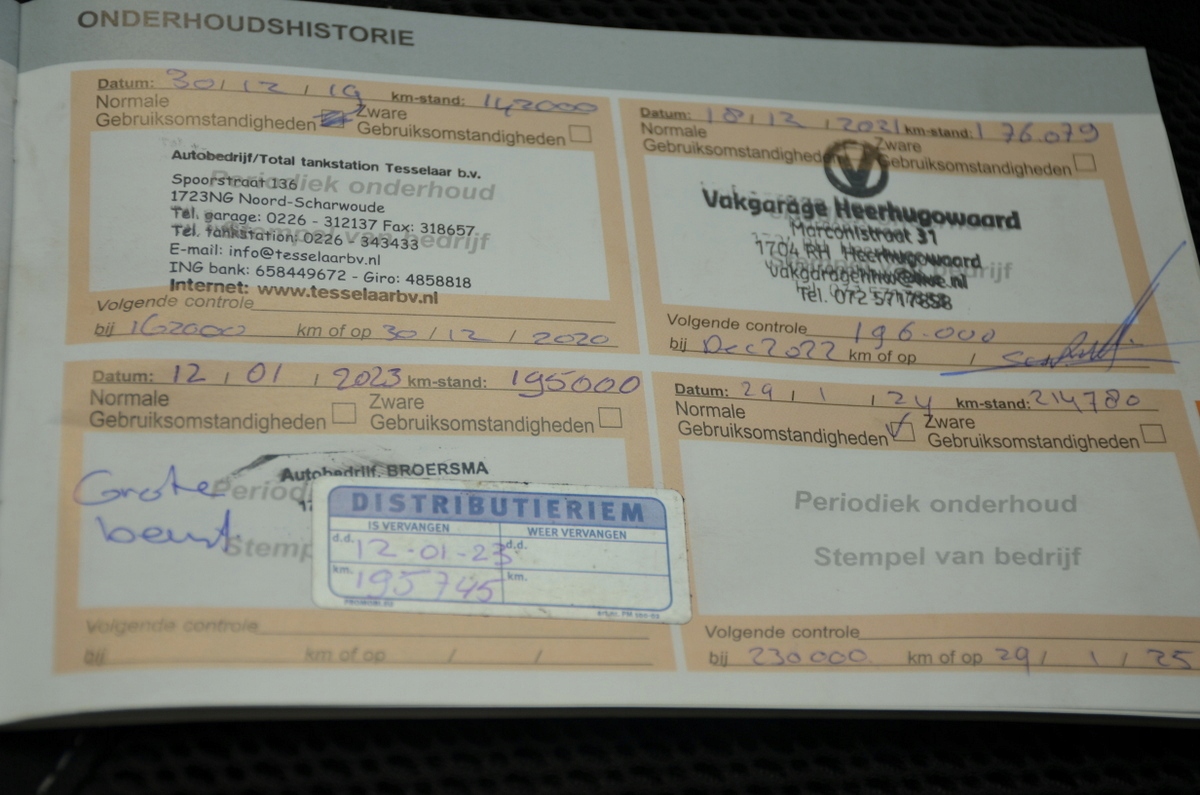 ONDERHOUDSHISTORIE
Datum: 30 / 12 / 19 km-stand: 142000
Normale
Gebruiksomstandigheden
Zware
Gebruiksomstandigheden
Autobedrijf/Total tankstation Tesselaar b.v.
Spoorstraat 136
Periodiek onderhoud
1723NG Noord-Scharwoude
Tel. garage: 0226 - 312137 Fax: 318657
Tel. tankstation: 0226 - 343433
Stempel van bedrijf
E-mail: info@tesselaarbv.nl
ING bank: 658449672 - Giro: 4858818
Internet: www.tesselaarbv.nl
Volgende controle
bij 162000 km of op 30 / 12 / 2020
Datum: 18 / 12 / 2021 km-stand: 176.079
Normale
Gebruiksomstandigheden
Zware
Gebruiksomstandigheden
Vakgarage Heerhugowaard
Marconistraat 31
1704 RH Heerhugowaard
bedrijf
Tel. 072 5717858
Volgende controle 196.000
bij Dec 2022 km of op /
Datum: 12 / 01 / 2023 km-stand: 195000
Normale
Gebruiksomstandigheden
Zware
Gebruiksomstandigheden
Autobedrijf BROERSMA
Grote
beurt
Stempel
DISTRIBUTIERIEM
IS VERVANGEN
WEER VERVANGEN
d.d. 12-01-23
d.d.
km. 195745
km.
Volgende controle
bij km of op / /
Datum: 29 / 1 / 24 km-stand: 214780
Normale
Gebruiksomstandigheden
Zware
Gebruiksomstandigheden
Periodiek onderhoud
Stempel van bedrijf
Volgende controle
bij 230000. km of op 29 / 1 / 25